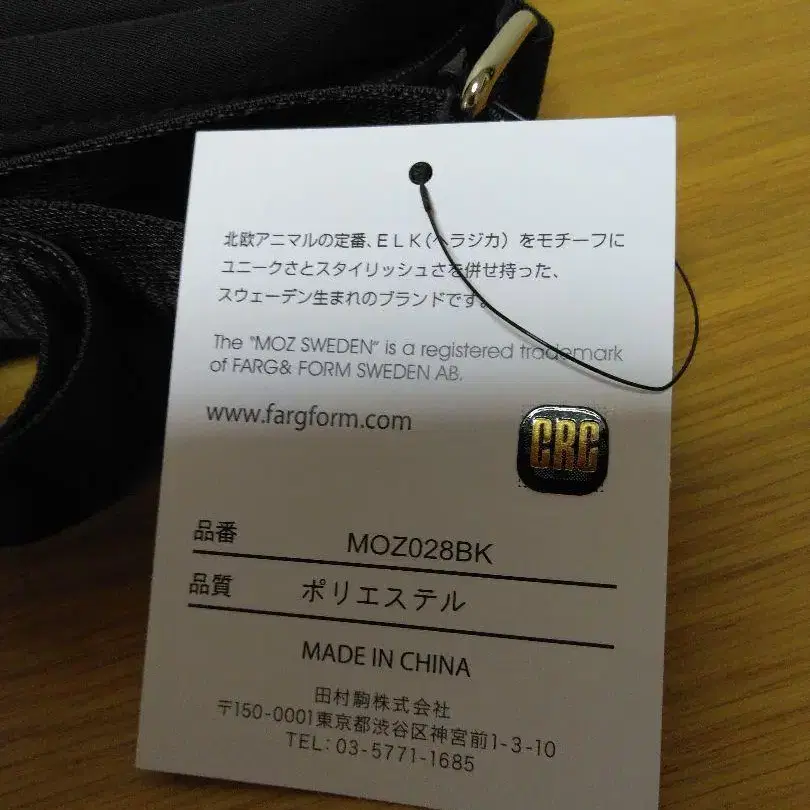 北欧アニマルの定番、ELK(ヘラジカ)をモチーフに
ユニークさとスタイリッシュさを併せ持った、
スウェーデン生まれのブランドです。
The "MOZ SWEDEN" is a registered trademark
of FARG& FORM SWEDEN AB.
www.fargform.com
CRC
品番 MOZ028BK
品質 ポリエステル
MADE IN CHINA
田村駒株式会社
〒150-0001東京都渋谷区神宮前1-3-10
TEL: 03-5771-1685